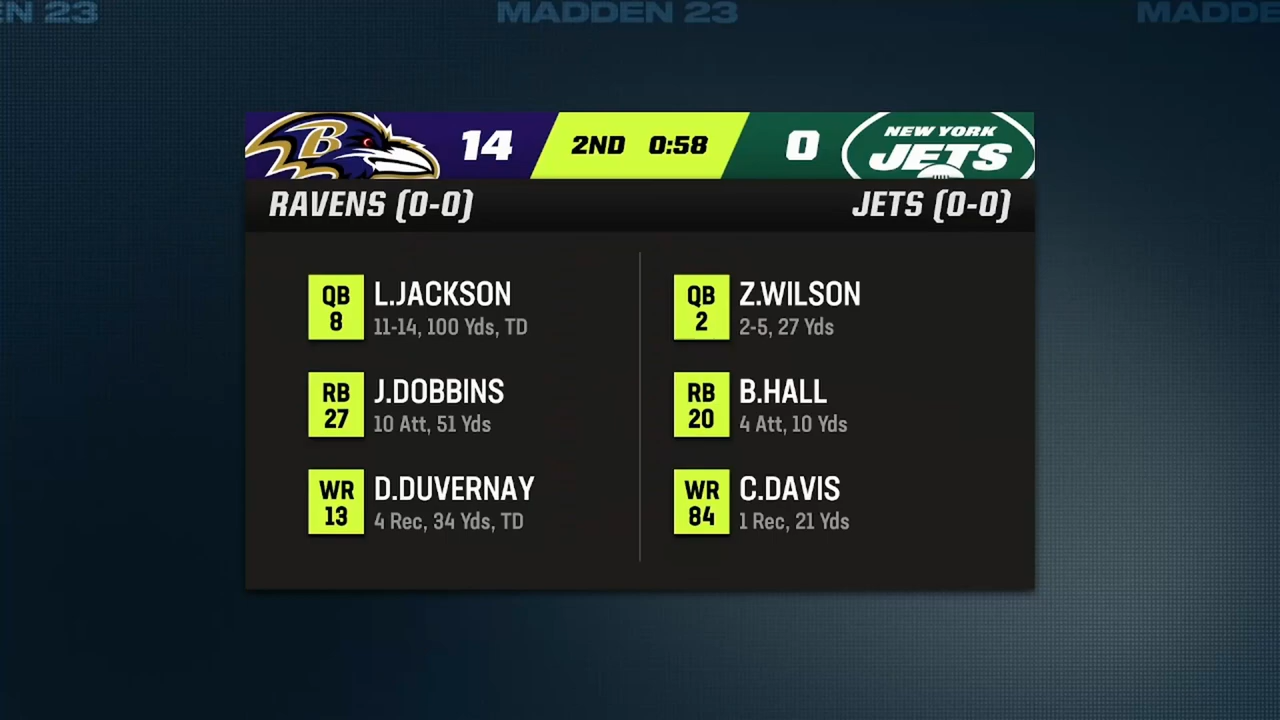 EN 23 MADDEN 23 MADDE
B 14 2ND 0:58 0 NEW YORK
JETS
RAVENS (0-0) JETS (0-0)
QB
8
L.JACKSON
11-14, 100 Yds, TD
RB
27
J.DOBBINS
10 Att, 51 Yds
WR
13
D.DUVERNAY
4 Rec, 34 Yds, TD
QB
2
Z.WILSON
2-5, 27 Yds
RB
20
B.HALL
4 Att, 10 Yds
WR
84
C.DAVIS
1 Rec, 21 Yds